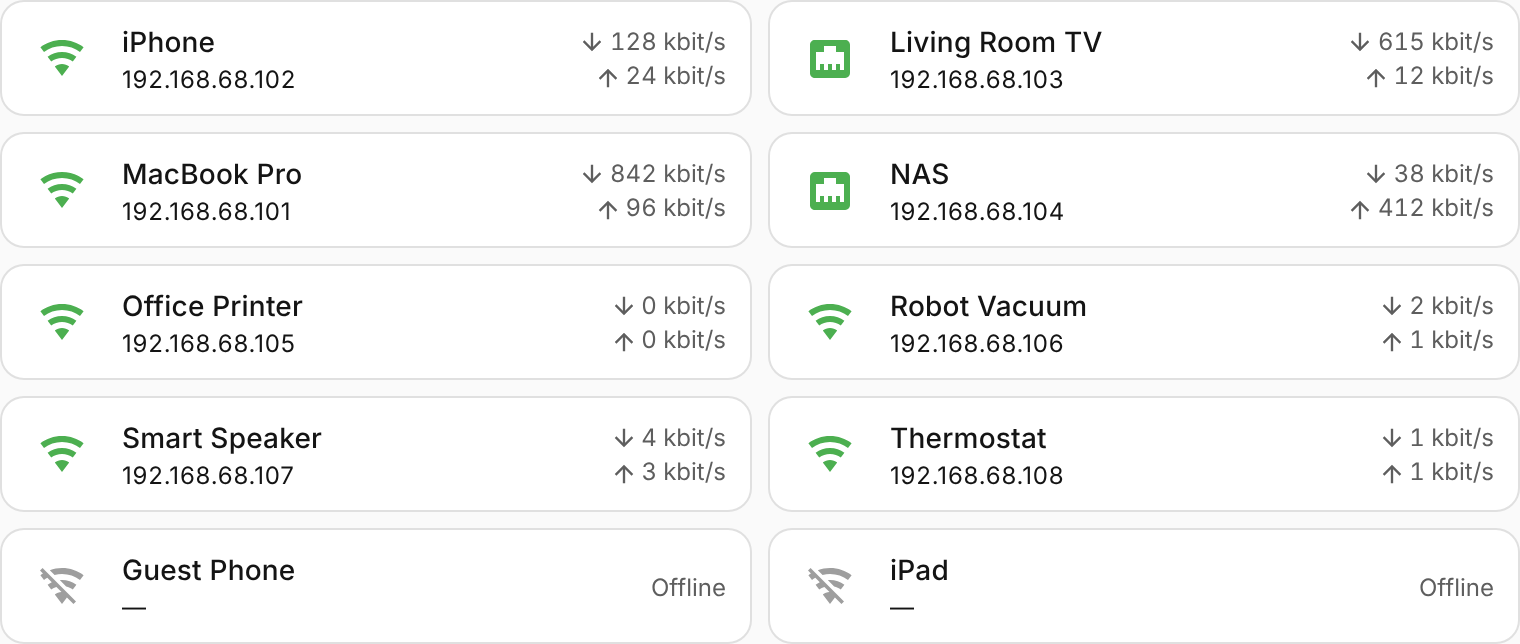 iPhone
192.168.68.102
↓ 128 kbit/s
↑ 24 kbit/s
Living Room TV
192.168.68.103
↓ 615 kbit/s
↑ 12 kbit/s
MacBook Pro
192.168.68.101
↓ 842 kbit/s
↑ 96 kbit/s
NAS
192.168.68.104
↓ 38 kbit/s
↑ 412 kbit/s
Office Printer
192.168.68.105
↓ 0 kbit/s
↑ 0 kbit/s
Robot Vacuum
192.168.68.106
↓ 2 kbit/s
↑ 1 kbit/s
Smart Speaker
192.168.68.107
↓ 4 kbit/s
↑ 3 kbit/s
Thermostat
192.168.68.108
↓ 1 kbit/s
↑ 1 kbit/s
Guest Phone
—
Offline
iPad
—
Offline